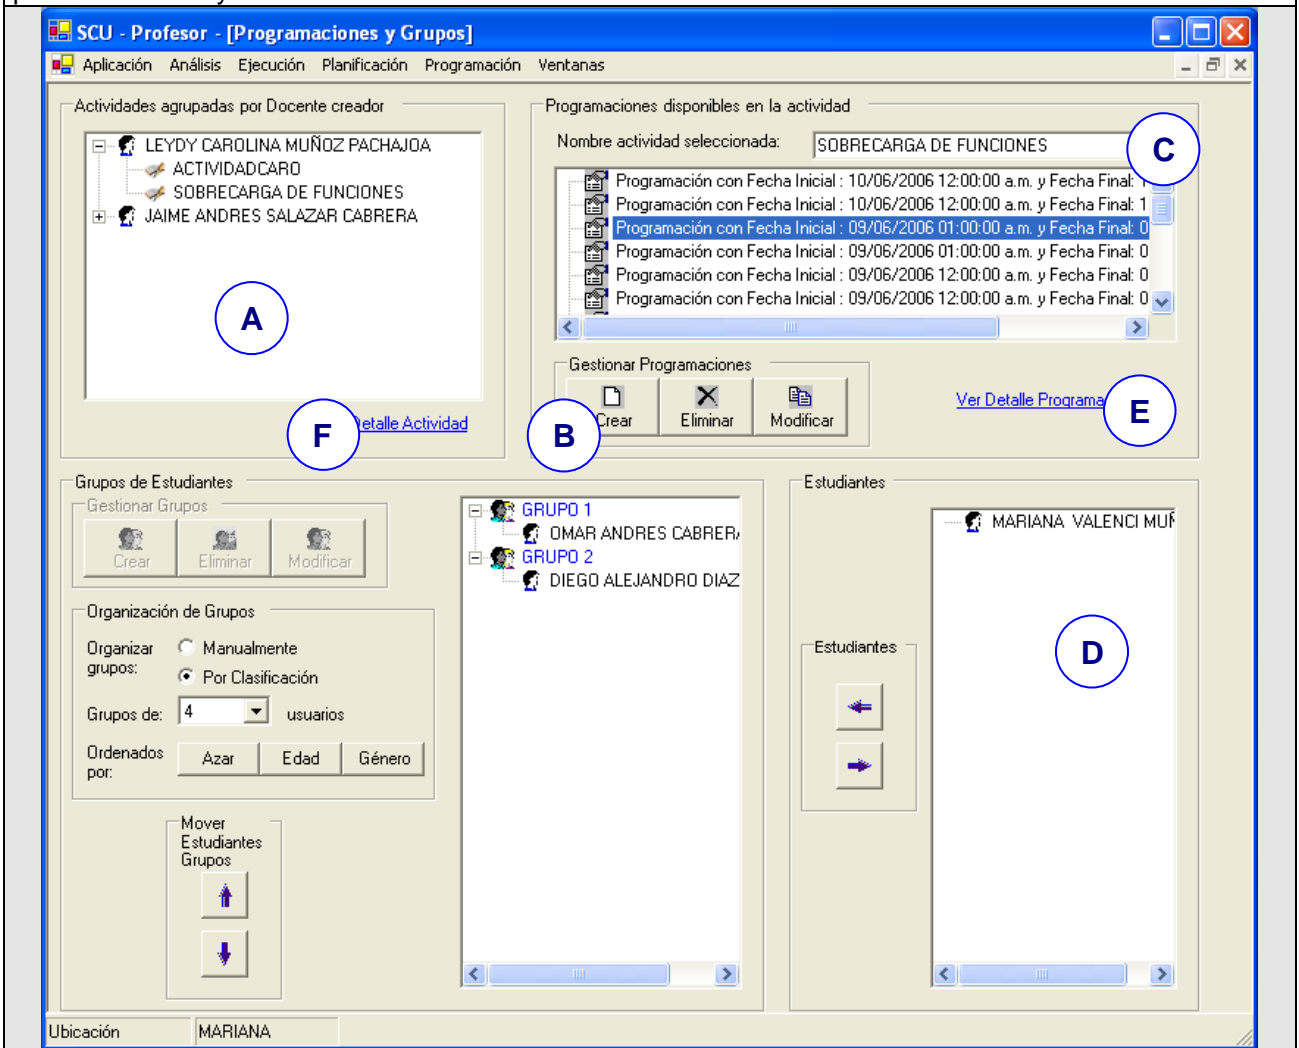 SCU - Profesor - [Programaciones y Grupos]
Aplicación Análisis Ejecución Planificación Programación Ventanas
Actividades agrupadas por Docente creador
LEYDY CAROLINA MUÑOZ PACHAJOA
ACTIVIDADCARO
SOBRECARGA DE FUNCIONES
JAIME ANDRES SALAZAR CABRERA
A
F
etalle Actividad
Programaciones disponibles en la actividad
Nombre actividad seleccionada: SOBRECARGA DE FUNCIONES
C
Programación con Fecha Inicial : 10/06/2006 12:00:00 a.m. y Fecha Final: 1
Programación con Fecha Inicial : 10/06/2006 12:00:00 a.m. y Fecha Final: 1
Programación con Fecha Inicial : 09/06/2006 01:00:00 a.m. y Fecha Final: 0
Programación con Fecha Inicial : 09/06/2006 01:00:00 a.m. y Fecha Final: 0
Programación con Fecha Inicial : 09/06/2006 12:00:00 a.m. y Fecha Final: 0
Programación con Fecha Inicial : 09/06/2006 12:00:00 a.m. y Fecha Final: 0
Gestionar Programaciones
B
Crear Eliminar Modificar
Ver Detalle Programa
E
Grupos de Estudiantes
Gestionar Grupos
Crear Eliminar Modificar
Organización de Grupos
Organizar grupos:
Manualmente
Por Clasificación
Grupos de: 4 usuarios
Ordenados por:
Azar Edad Género
Mover
Estudiantes
Grupos
GRUPO 1
OMAR ANDRES CABRERA
GRUPO 2
DIEGO ALEJANDRO DIAZ
Estudiantes
Estudiantes
MARIANA VALENCI MUÑ
D
Ubicación MARIANA